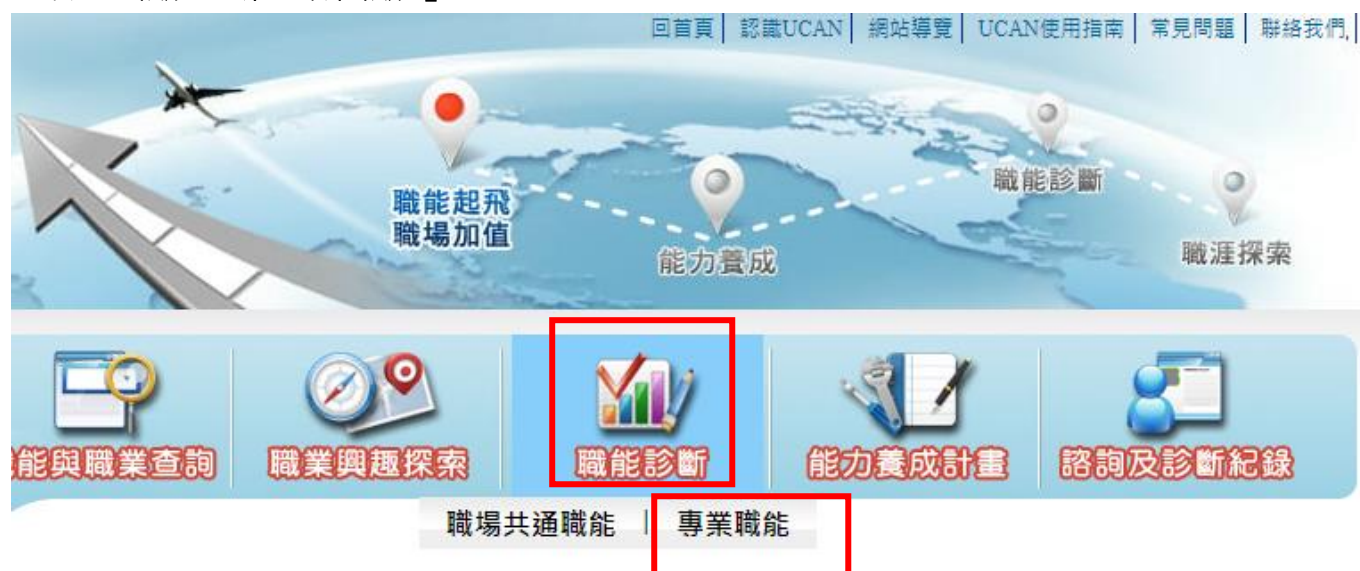 回首頁│ 認識UCAN│ 網站導覽│ UCAN使用指南│ 常見問題│ 聯絡我們,│
職能起飛
職場加值
能力養成
職能診斷
職涯探索
能與職業查詢
職業興趣探索
職能診斷
能力養成計畫
諮詢及診斷紀錄
職場共通職能 | 專業職能